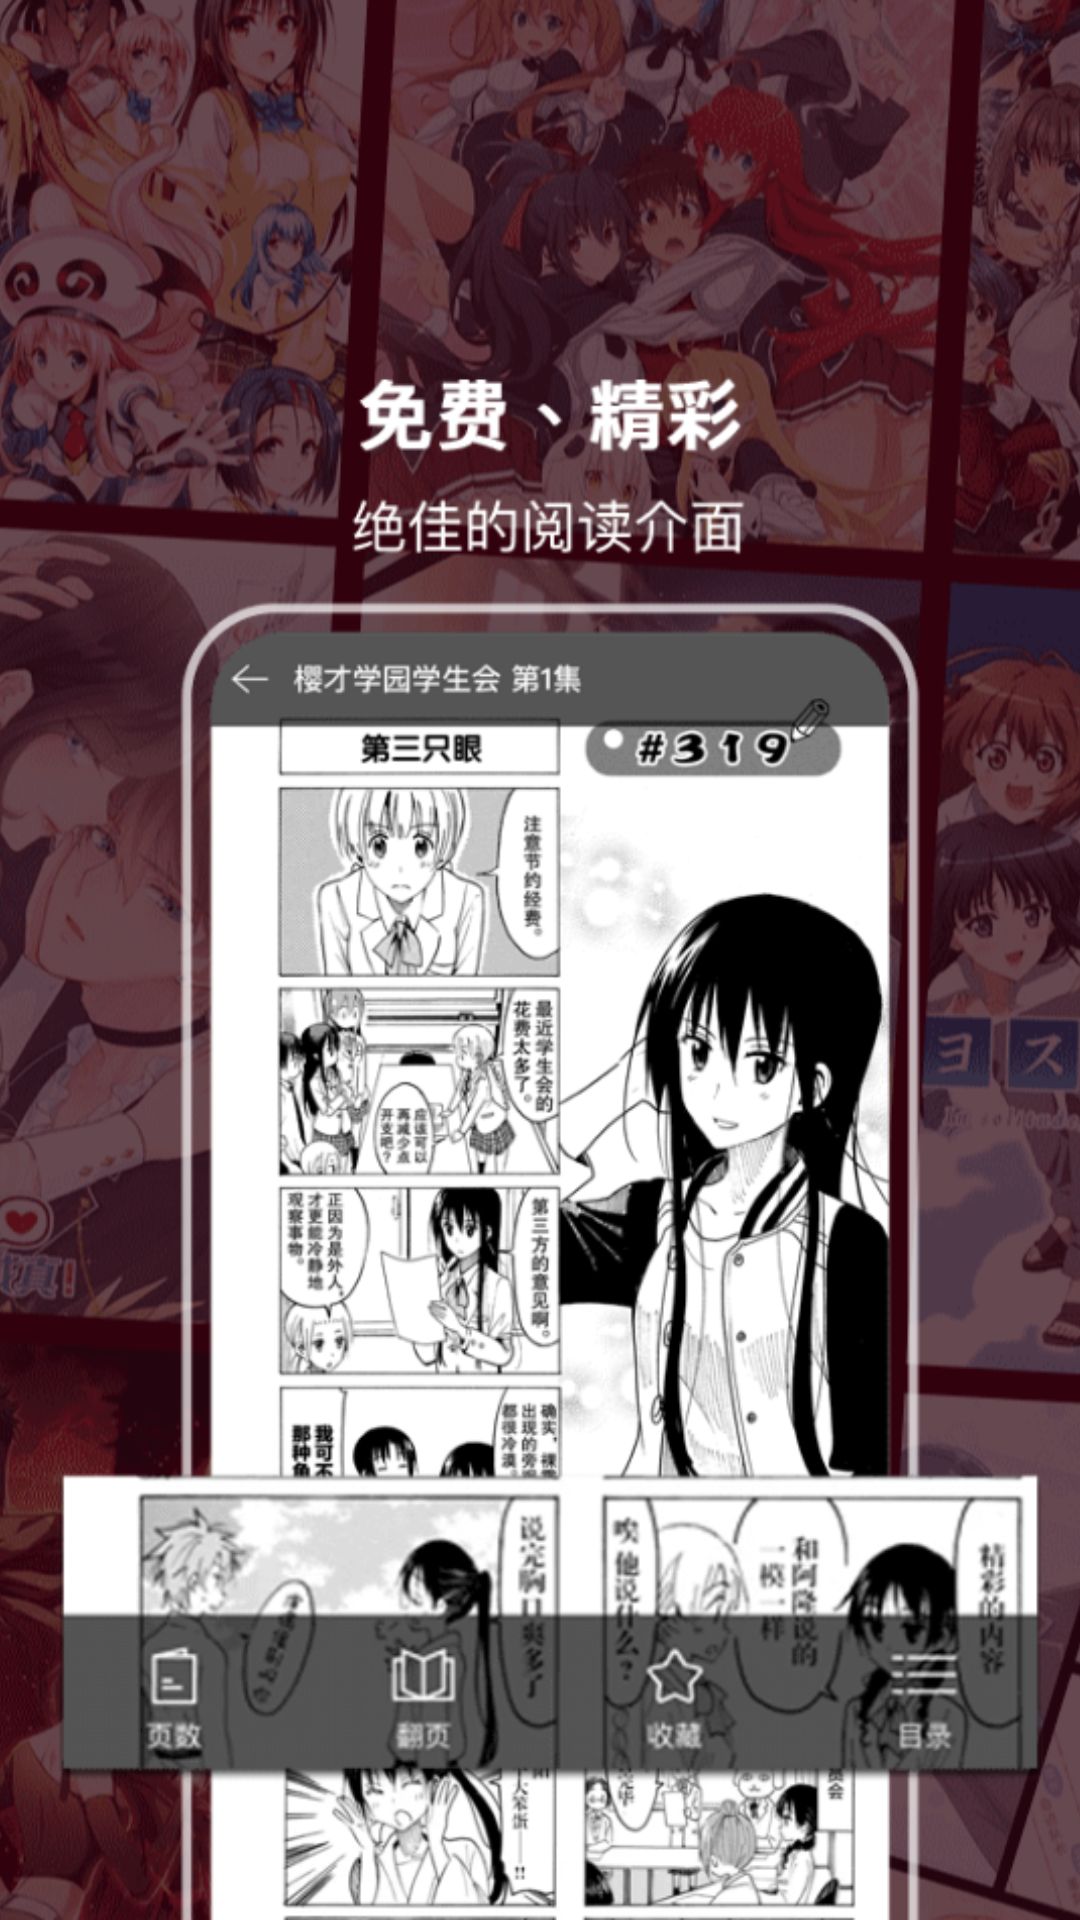 免费、精彩
绝佳的阅读介面
樱才学园学生会 第1集
第三只眼
#319
注意节约经费。
最近学生会的
花费太多了。
应该可以
再减少点
开支吧？
第三方的意见啊。
正因为是外人，
才更能冷静地
观察事物。
确实，裸
出现的旁
都很冷漠。
我可不
那种角
精彩的内容
和阿隆说的
一模一样
唉 他说什么？
说完胸口爽多了
页数
翻页
收藏
目录
ヨス
真!